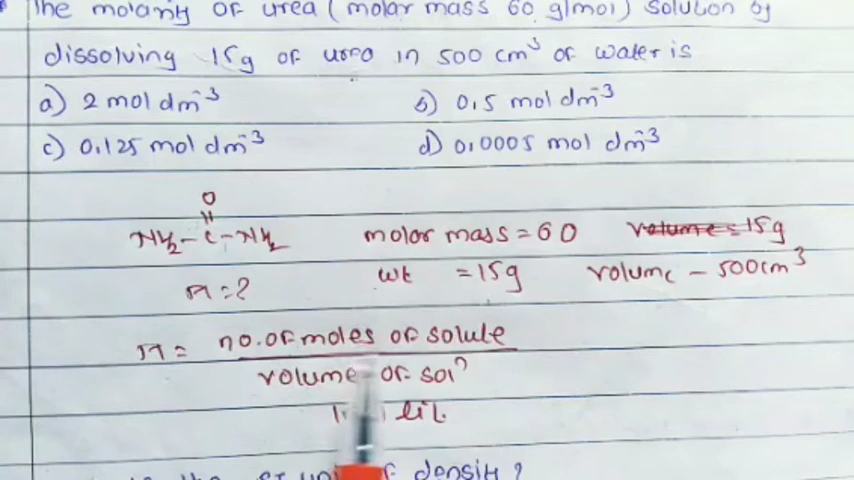 The molarity of urea (molar mass 60 g/mol) solution by
dissolving 15g of urea in 500 cm³ of water is
a) 2 mol dm⁻³ b) 0.5 mol dm⁻³
c) 0.125 mol dm⁻³ d) 0.0005 mol dm⁻³
O
NH₂-C-NH₂ molar mass = 60 volume = 15g
M = ? wt = 15g volume - 500cm³
M = no. of moles of solute
volume of solⁿ
lit.
of density?